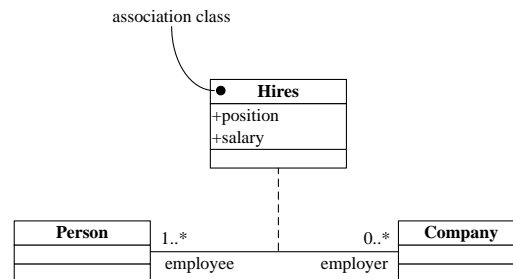 association class
Hires
+position
+salary
Person
1..*
0..*
Company
employee
employer